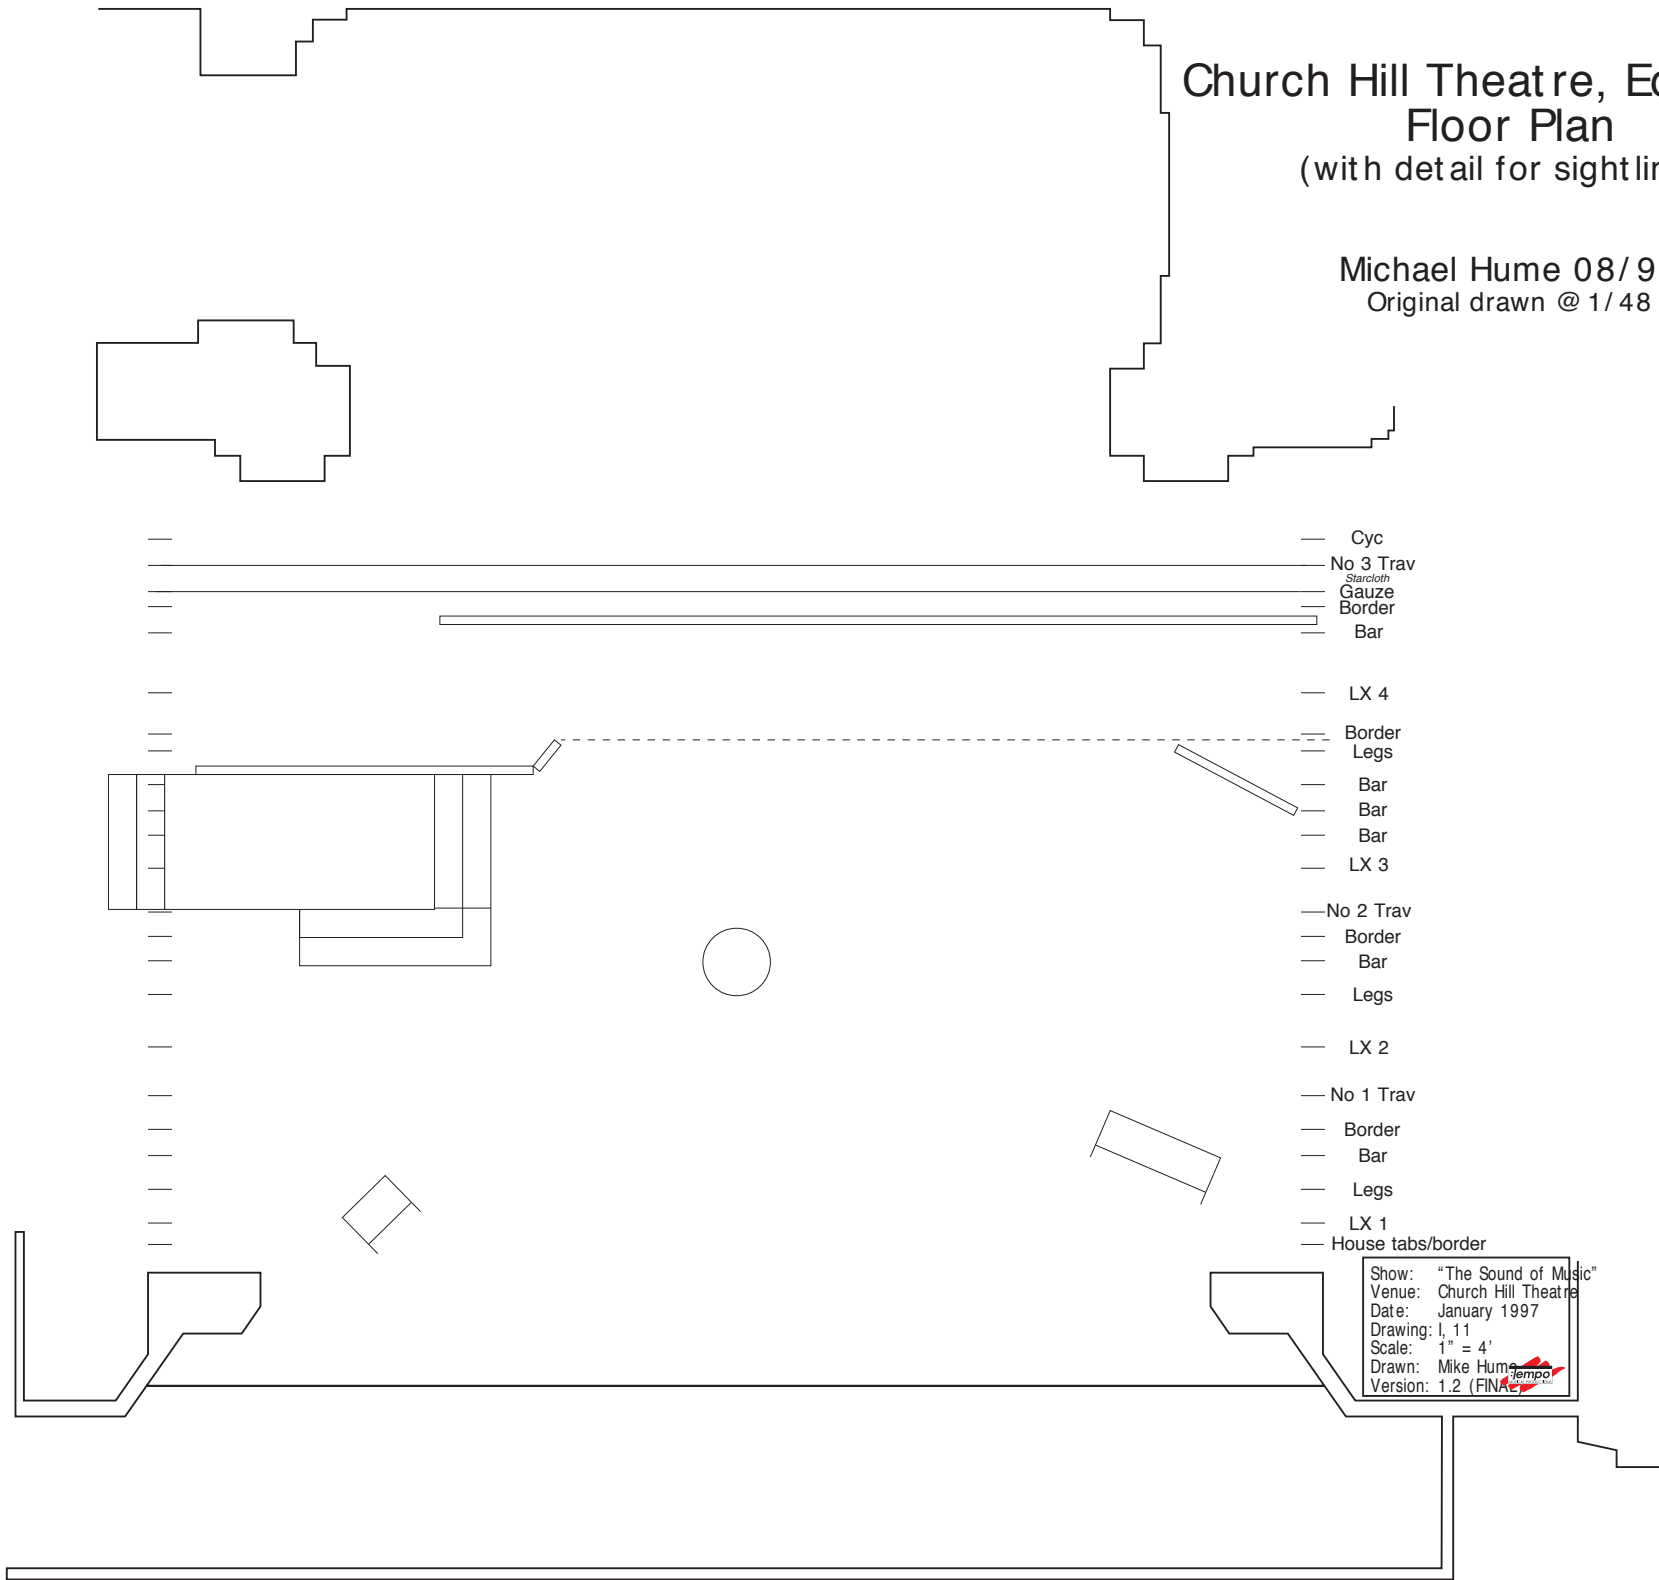 Church Hill Theatre, Ed
Floor Plan
(with detail for sightlin
Michael Hume 08/9
Original drawn @ 1/48
Cyc
No 3 Trav
Starcloth
Gauze
Border
Bar
LX 4
Border
Legs
Bar
Bar
Bar
LX 3
No 2 Trav
Border
Bar
Legs
LX 2
No 1 Trav
Border
Bar
Legs
LX 1
House tabs/border
Show: "The Sound of Music"
Venue: Church Hill Theatre
Date: January 1997
Drawing: I, 11
Scale: 1" = 4'
Drawn: Mike Hume
Version: 1.2 (FINAL)
Tempo